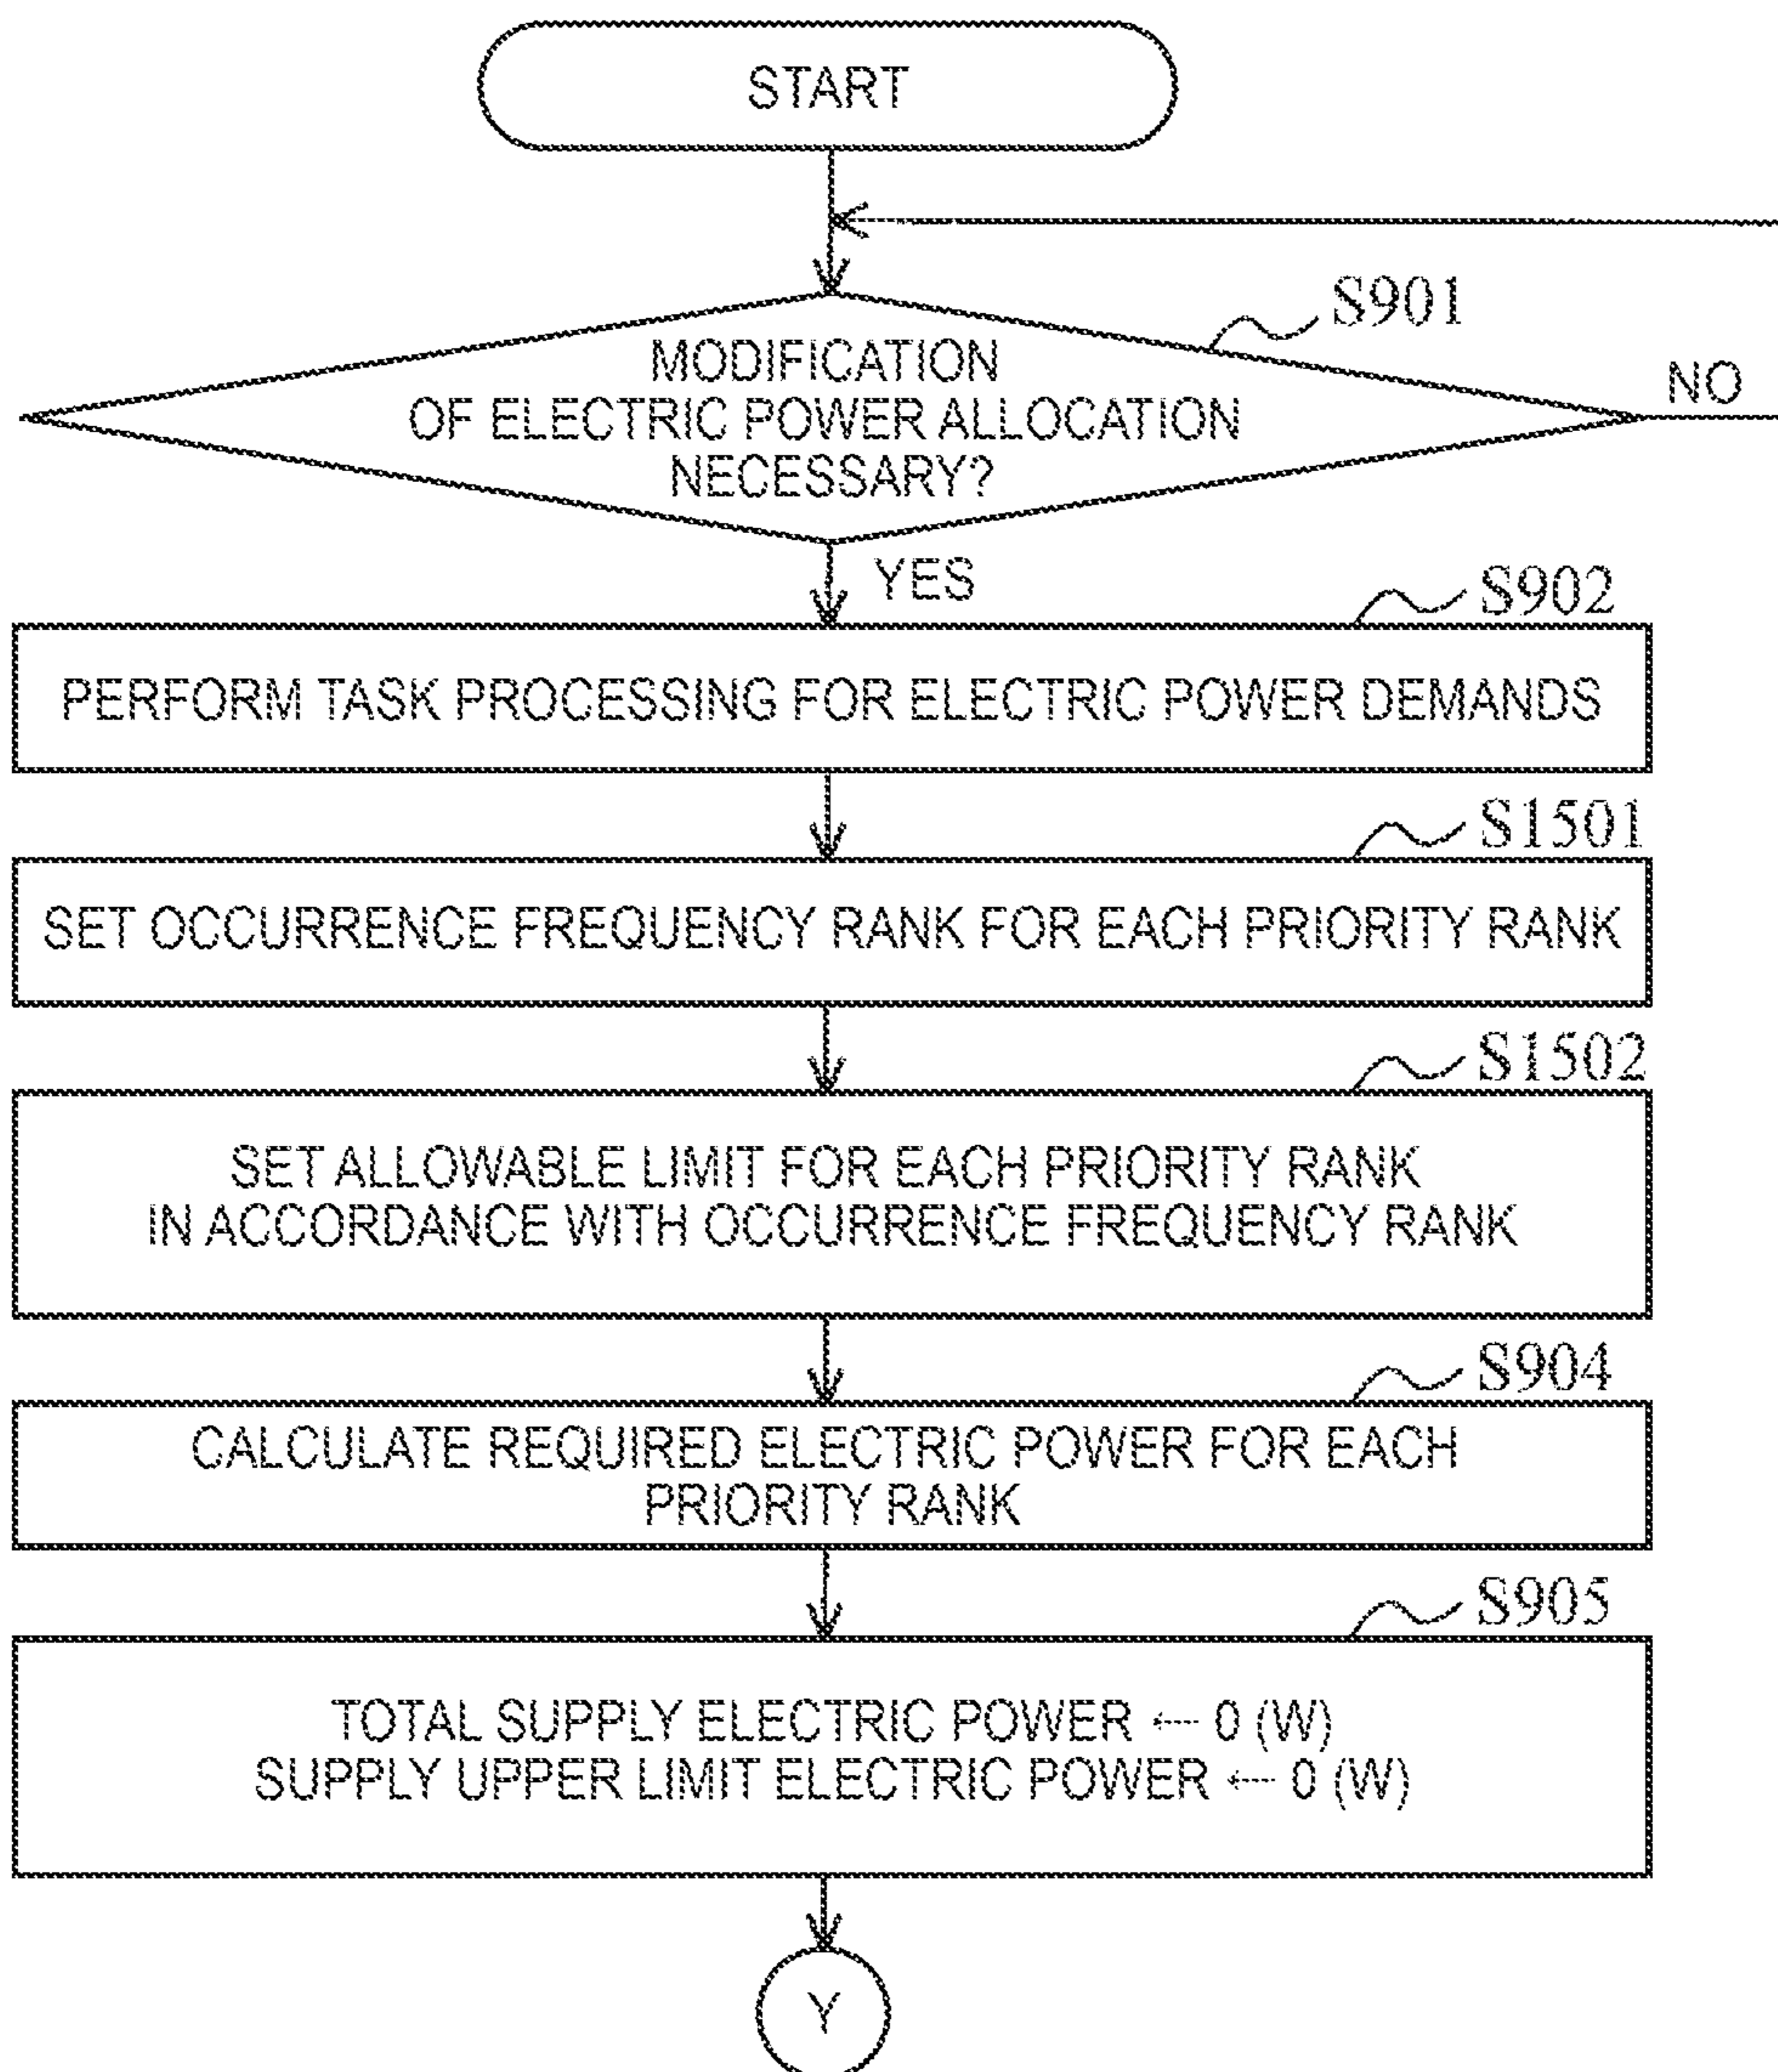 START
S901
MODIFICATION
OF ELECTRIC POWER ALLOCATION
NECESSARY?
NO
YES
S902
PERFORM TASK PROCESSING FOR ELECTRIC POWER DEMANDS
S1501
SET OCCURRENCE FREQUENCY RANK FOR EACH PRIORITY RANK
S1502
SET ALLOWABLE LIMIT FOR EACH PRIORITY RANK
IN ACCORDANCE WITH OCCURRENCE FREQUENCY RANK
S904
CALCULATE REQUIRED ELECTRIC POWER FOR EACH
PRIORITY RANK
S905
TOTAL SUPPLY ELECTRIC POWER ← 0 (W)
SUPPLY UPPER LIMIT ELECTRIC POWER ← 0 (W)
Y